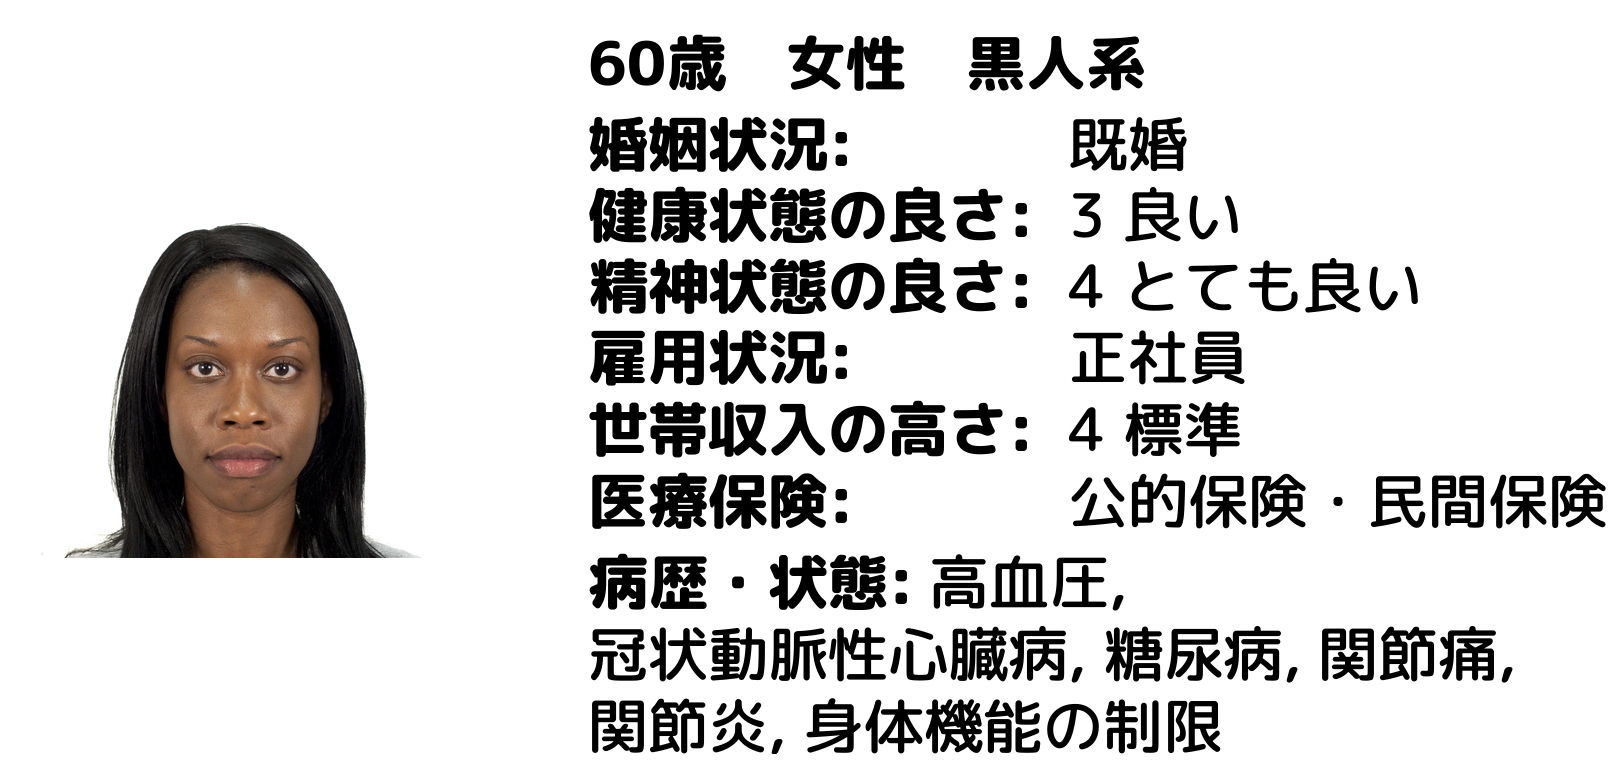 60歳　女性　黒人系
婚姻状況: 既婚
健康状態の良さ: 3 良い
精神状態の良さ: 4 とても良い
雇用状況: 正社員
世帯収入の高さ: 4 標準
医療保険: 公的保険・民間保険
病歴・状態: 高血圧,
冠状動脈性心臓病, 糖尿病, 関節痛,
関節炎, 身体機能の制限